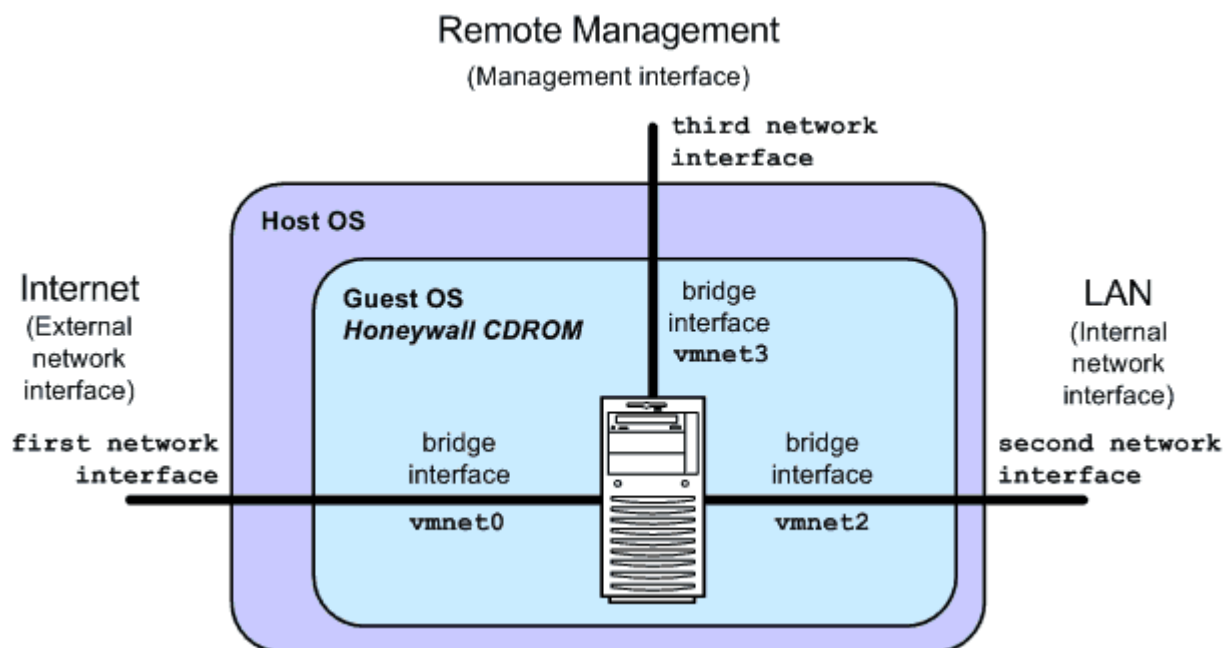 Remote Management
(Management interface)
third network
interface
Host OS
Guest OS
Honeywall CDROM
bridge
interface
vmnet3
Internet
(External
network
interface)
first network
interface
bridge
interface
vmnet0
bridge
interface
vmnet2
LAN
(Internal
network
interface)
second network
interface